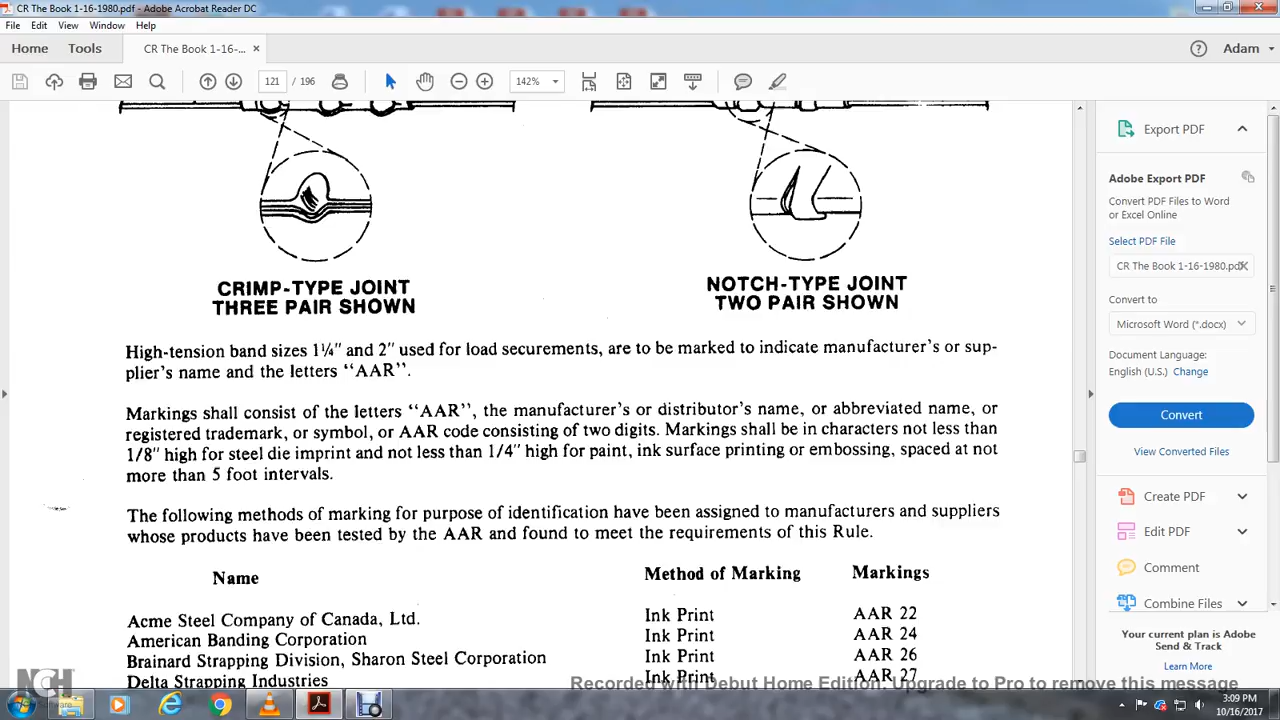 CR The Book 1-16-1980.pdf - Adobe Acrobat Reader DC
File Edit View Window Help
Home Tools CR The Book 1-16-... × Adam
121 / 196 142%
CRIMP-TYPE JOINT
THREE PAIR SHOWN
NOTCH-TYPE JOINT
TWO PAIR SHOWN
High-tension band sizes 1¼" and 2" used for load securements, are to be marked to indicate manufacturer's or sup-
plier's name and the letters "AAR".
Markings shall consist of the letters "AAR", the manufacturer's or distributor's name, or abbreviated name, or
registered trademark, or symbol, or AAR code consisting of two digits. Markings shall be in characters not less than
1/8" high for steel die imprint and not less than 1/4" high for paint, ink surface printing or embossing, spaced at not
more than 5 foot intervals.
The following methods of marking for purpose of identification have been assigned to manufacturers and suppliers
whose products have been tested by the AAR and found to meet the requirements of this Rule.
Name Method of Marking Markings
Acme Steel Company of Canada, Ltd. Ink Print AAR 22
American Banding Corporation Ink Print AAR 24
Brainard Strapping Division, Sharon Steel Corporation Ink Print AAR 26
Delta Strapping Industries Ink Print AAR 27
Export PDF
Adobe Export PDF
Convert PDF Files to Word
or Excel Online
Select PDF File
CR The Book 1-16-1980.pdf
Convert to
Microsoft Word (*.docx)
Document Language:
English (U.S.) Change
Convert
View Converted Files
Create PDF
Edit PDF
Comment
Combine Files
Your current plan is Adobe
Send & Track
Learn More
NCH
Recorded with Debut Home Edition. Upgrade to Pro to remove this message
3:09 PM
10/16/2017